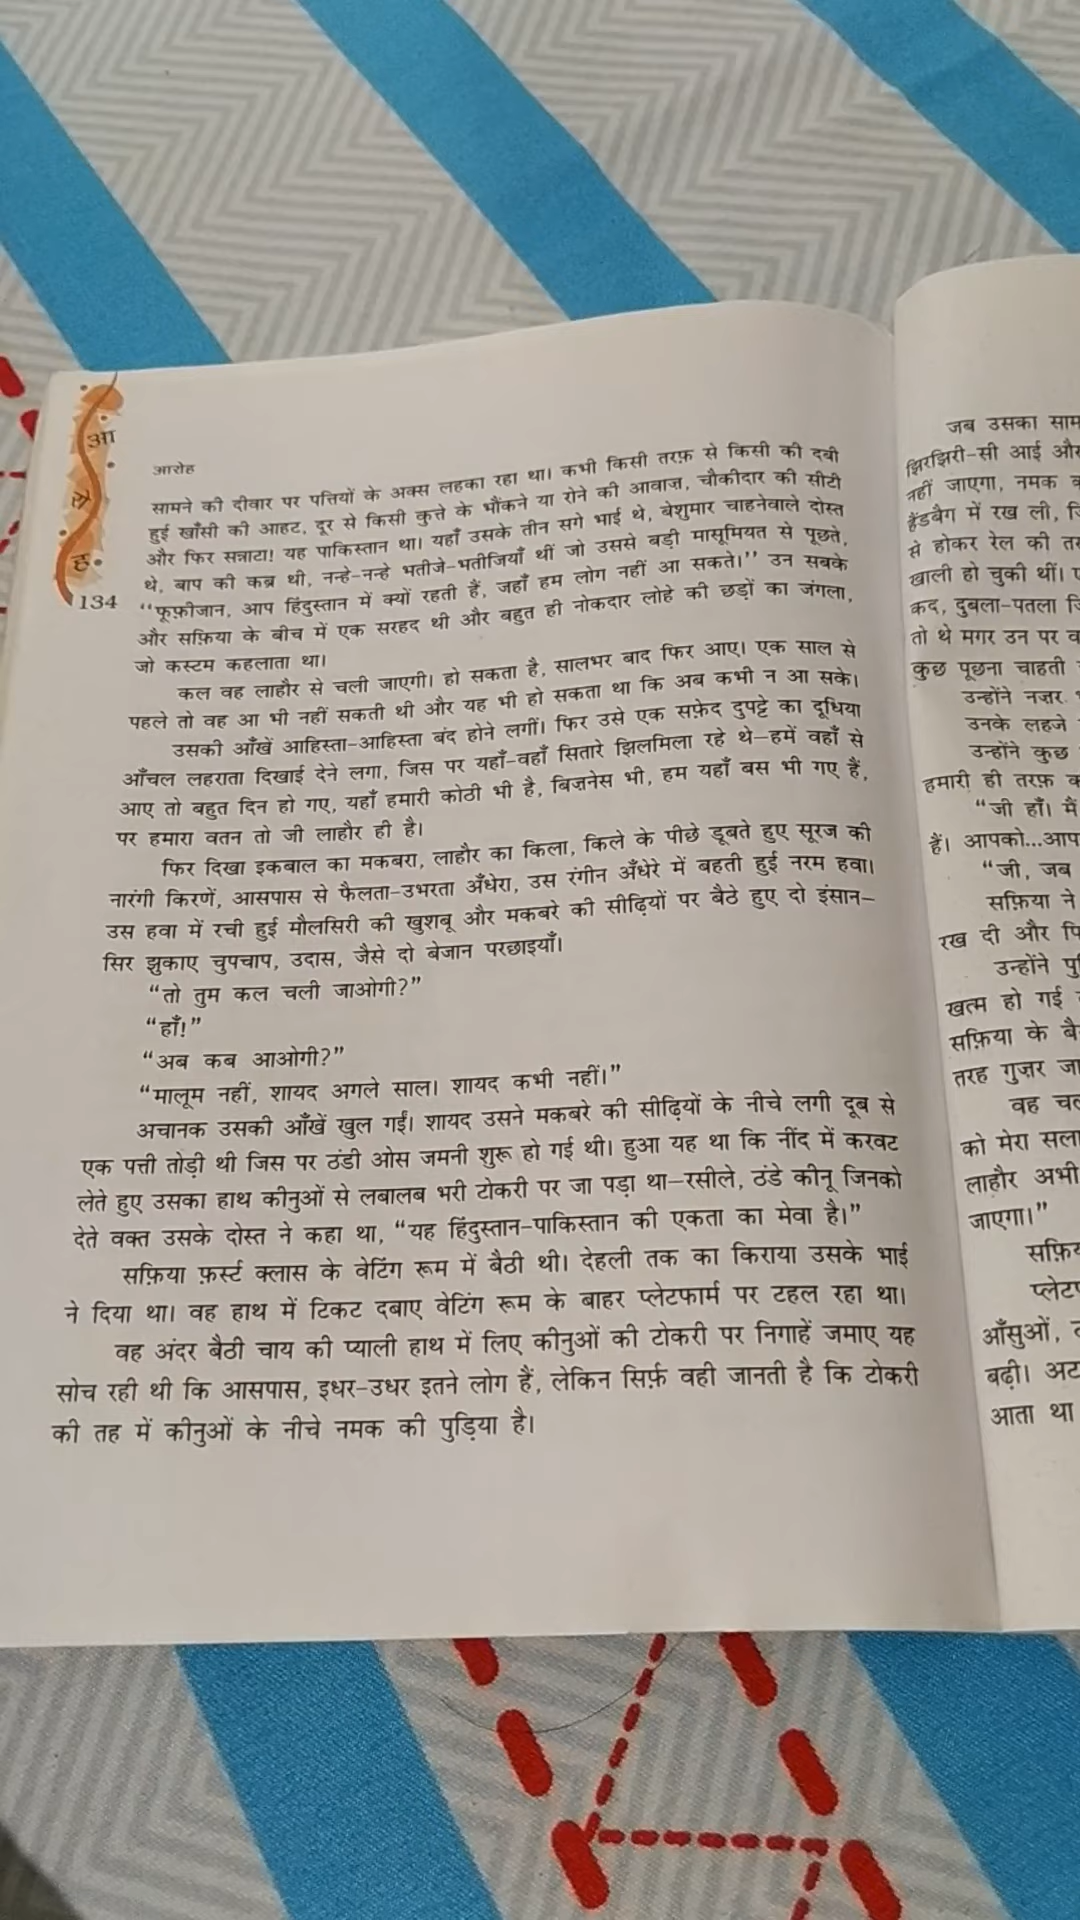 आ
रो
ह
134
आरोह
सामने की दीवार पर पत्तियों के अक्स लहका रहा था। कभी किसी तरफ़ से किसी की दबी
हुई खाँसी की आहट, दूर से किसी कुत्ते के भौंकने या रोने की आवाज़, चौकीदार की सीटी
और फिर सन्नाटा! यह पाकिस्तान था। यहाँ उसके तीन सगे भाई थे, बेशुमार चाहनेवाले दोस्त
थे, बाप की कब्र थी, नन्हे-नन्हे भतीजे-भतीजियाँ थीं जो उससे बड़ी मासूमियत से पूछते,
‘‘फूफ़ीजान, आप हिंदुस्तान में क्यों रहती हैं, जहाँ हम लोग नहीं आ सकते।’’ उन सबके
और सफ़िया के बीच में एक सरहद थी और बहुत ही नोकदार लोहे की छड़ों का जंगला,
जो कस्टम कहलाता था।
कल वह लाहौर से चली जाएगी। हो सकता है, सालभर बाद फिर आए। एक साल से
पहले तो वह आ भी नहीं सकती थी और यह भी हो सकता था कि अब कभी न आ सके।
उसकी आँखें आहिस्ता-आहिस्ता बंद होने लगीं। फिर उसे एक सफ़ेद दुपट्टे का दूधिया
आँचल लहराता दिखाई देने लगा, जिस पर यहाँ-वहाँ सितारे झिलमिला रहे थे—हमें वहाँ से
आए तो बहुत दिन हो गए, यहाँ हमारी कोठी भी है, बिज़नेस भी, हम यहाँ बस भी गए हैं,
पर हमारा वतन तो जी लाहौर ही है।
फिर दिखा इकबाल का मकबरा, लाहौर का किला, किले के पीछे डूबते हुए सूरज की
नारंगी किरणें, आसपास से फैलता-उभरता अँधेरा, उस रंगीन अँधेरे में बहती हुई नरम हवा।
उस हवा में रची हुई मौलसिरी की खुशबू और मकबरे की सीढ़ियों पर बैठे हुए दो इंसान—
सिर झुकाए चुपचाप, उदास, जैसे दो बेजान परछाइयाँ।
“तो तुम कल चली जाओगी?”
“हाँ!”
“अब कब आओगी?”
“मालूम नहीं, शायद अगले साल। शायद कभी नहीं।”
अचानक उसकी आँखें खुल गईं। शायद उसने मकबरे की सीढ़ियों के नीचे लगी दूब से
एक पत्ती तोड़ी थी जिस पर ठंडी ओस जमनी शुरू हो गई थी। हुआ यह था कि नींद में करवट
लेते हुए उसका हाथ कीनुओं से लबालब भरी टोकरी पर जा पड़ा था—रसीले, ठंडे कीनू जिनको
देते वक्त उसके दोस्त ने कहा था, “यह हिंदुस्तान-पाकिस्तान की एकता का मेवा है।”
सफ़िया फ़र्स्ट क्लास के वेटिंग रूम में बैठी थी। देहली तक का किराया उसके भाई
ने दिया था। वह हाथ में टिकट दबाए वेटिंग रूम के बाहर प्लेटफार्म पर टहल रहा था।
वह अंदर बैठी चाय की प्याली हाथ में लिए कीनुओं की टोकरी पर निगाहें जमाए यह
सोच रही थी कि आसपास, इधर-उधर इतने लोग हैं, लेकिन सिर्फ़ वही जानती है कि टोकरी
की तह में कीनुओं के नीचे नमक की पुड़िया है।
जब उसका
झिरझिरी-सी आई
नहीं जाएगा, नमक
हैंडबैग में रख ली,
से होकर रेल की
खाली हो चुकी थीं।
कद, दुबला-पतला
तो थे मगर उन पर
कुछ पूछना चाहती
उन्होंने नज़र
उनके लहजे
उन्होंने कुछ
हमारी ही तरफ़
“जी हाँ। मैं
हैं। आपको...आप
“जी, जब
सफ़िया ने
रख दी और
उन्होंने
खत्म हो गई
सफ़िया के
तरह गुज़र
वह
को मेरा
लाहौर अभी
जाएगा।”
आँसुओं,
बढ़ी।
आता था